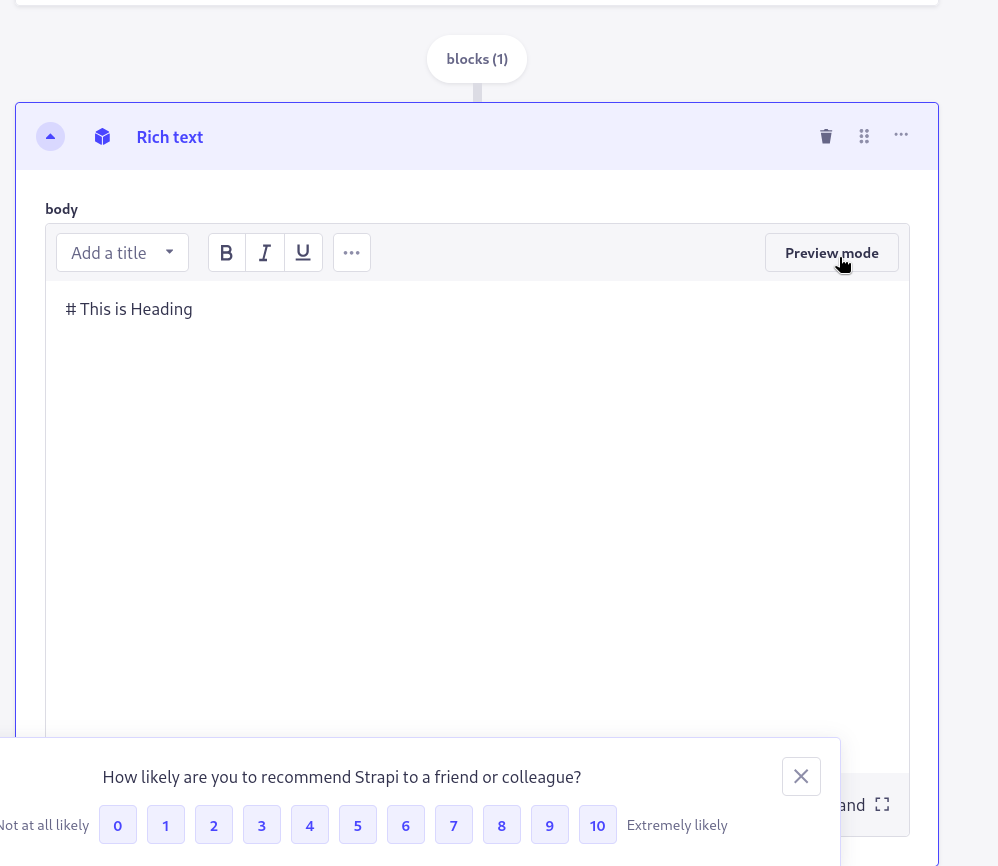 blocks (1)
Rich text
body
Add a title B I U Preview mode
# This is Heading
How likely are you to recommend Strapi to a friend or colleague?
Not at all likely 0 1 2 3 4 5 6 7 8 9 10 Extremely likely